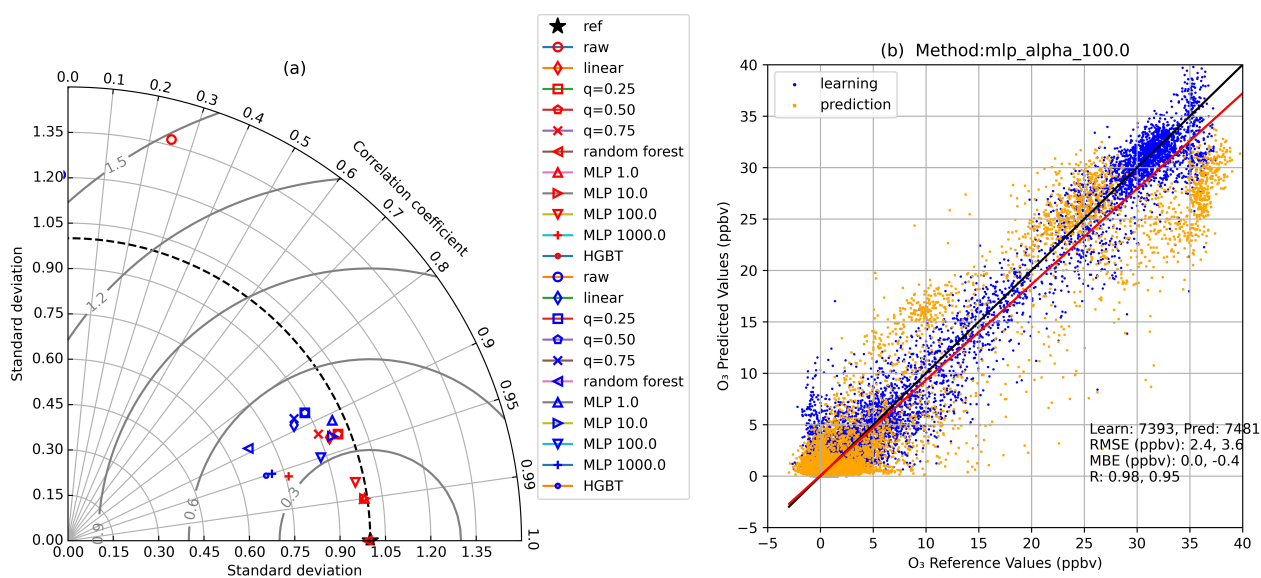 (a)
0.0
0.1
0.2
0.3
0.4
0.5
0.6
0.7
0.8
0.9
0.95
0.99
1.0
Correlation coefficient
Standard deviation
1.35
1.20
1.05
0.90
0.75
0.60
0.45
0.30
0.15
0.00
1.5
1.2
0.9
0.6
0.3
0.00 0.15 0.30 0.45 0.60 0.75 0.90 1.05 1.20 1.35
Standard deviation
ref
raw
linear
q=0.25
q=0.50
q=0.75
random forest
MLP 1.0
MLP 10.0
MLP 100.0
MLP 1000.0
HGBT
raw
linear
q=0.25
q=0.50
q=0.75
random forest
MLP 1.0
MLP 10.0
MLP 100.0
MLP 1000.0
HGBT
(b) Method:mlp_alpha_100.0
learning
prediction
O₃ Predicted Values (ppbv)
40
35
30
25
20
15
10
5
0
−5
Learn: 7393, Pred: 7481
RMSE (ppbv): 2.4, 3.6
MBE (ppbv): 0.0, -0.4
R: 0.98, 0.95
−5 0 5 10 15 20 25 30 35 40
O₃ Reference Values (ppbv)